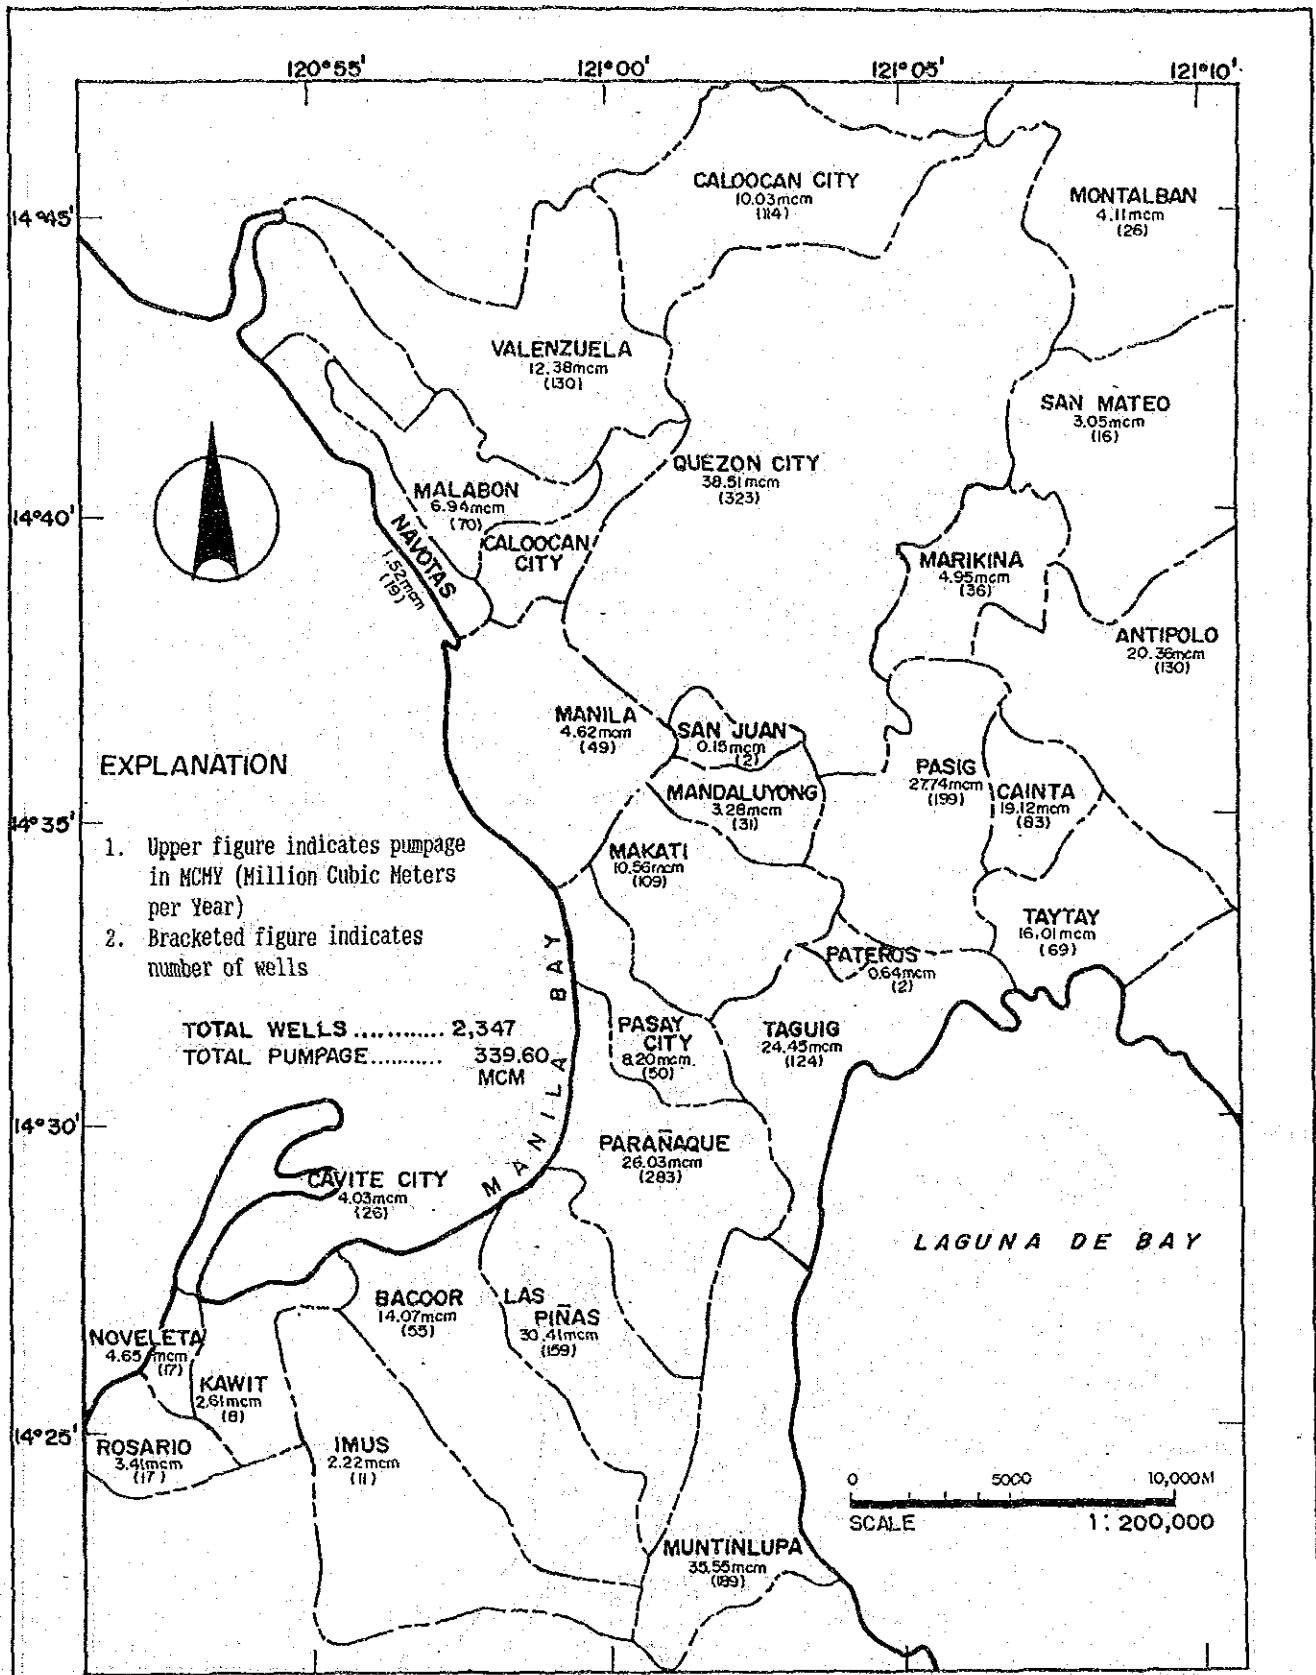 120°55'
121°00'
121°05'
121°10'
CALOOCAN CITY
10.03mcm
(114)
MONTALBAN
4.11mcm
(26)
14°45'
VALENZUELA
12.38mcm
(130)
SAN MATEO
3.05mcm
(16)
QUEZON CITY
38.51mcm
(323)
MALABON
6.94mcm
(70)
14°40'
NAVOTAS
1.52mcm
(19)
CALOOCAN
CITY
MARIKINA
4.95mcm
(36)
ANTIPOLO
20.36mcm
(130)
MANILA
4.62mcm
(49)
SAN JUAN
0.15mcm
(2)
PASIG
27.74mcm
(199)
CAINTA
19.12mcm
(83)
MANDALUYONG
3.28mcm
(31)
EXPLANATION
14°35'
1. Upper figure indicates pumpage
in MCMY (Million Cubic Meters
per Year)
2. Bracketed figure indicates
number of wells
MAKATI
10.56mcm
(109)
TAYTAY
16.01mcm
(69)
PATEROS
0.64mcm
(2)
TOTAL WELLS ............ 2,347
TOTAL PUMPAGE.......... 339.60
MCM
MANILA BAY
PASAY
CITY
8.20mcm.
(50)
TAGUIG
24.45mcm
(124)
14°30'
PARAÑAQUE
26.03mcm
(283)
CAVITE CITY
4.03mcm
(26)
LAGUNA DE BAY
BACOOR
14.07mcm
(55)
LAS
PIÑAS
30.41mcm
(159)
NOVELETA
4.65 mcm
(17)
KAWIT
2.61mcm
(8)
14°25'
ROSARIO
3.41mcm
(17)
IMUS
2.22mcm
(11)
0 5000 10,000M
SCALE 1:200,000
MUNTINLUPA
35.55mcm
(189)